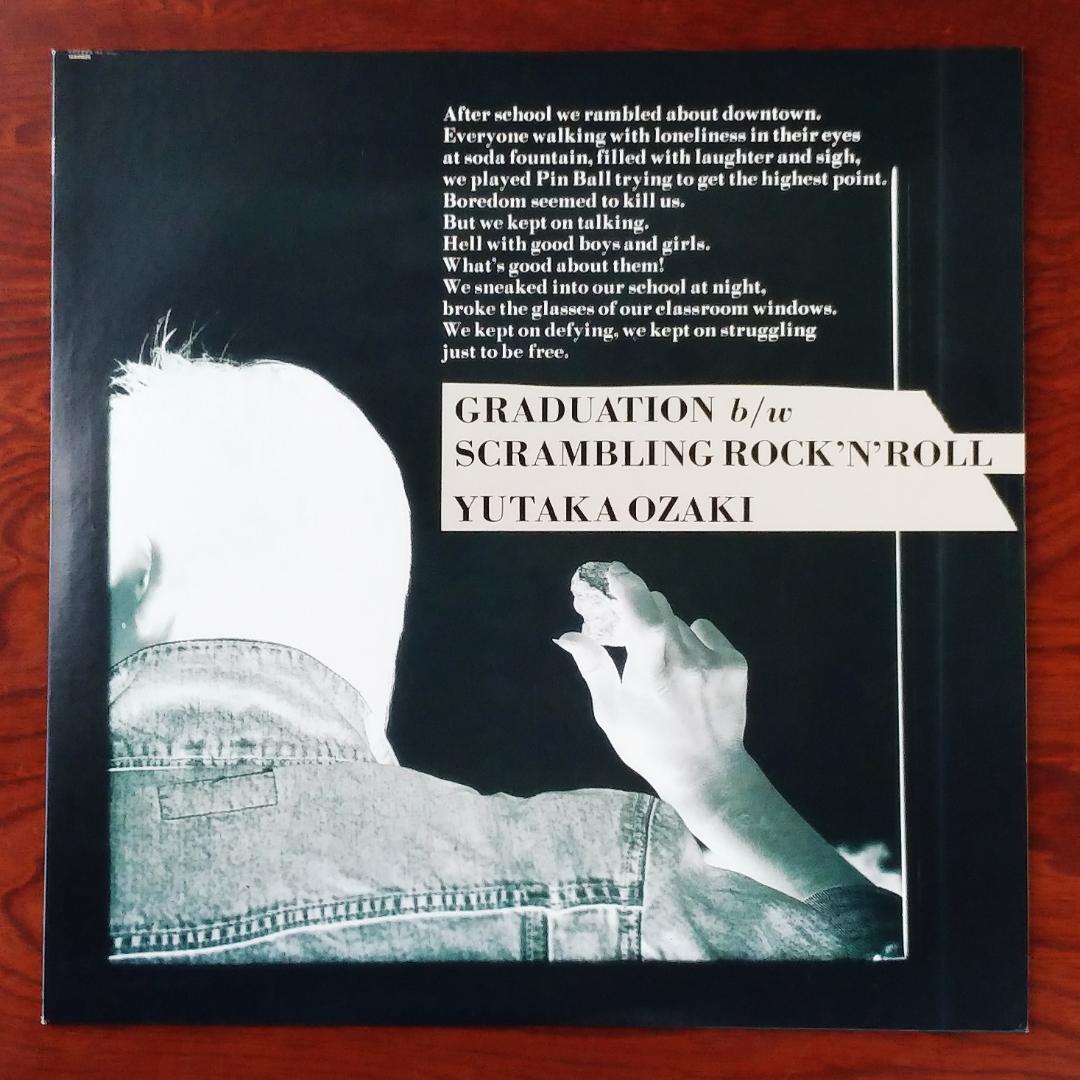 After school we rambled about downtown.
Everyone walking with loneliness in their eyes
at soda fountain, filled with laughter and sigh,
we played Pin Ball trying to get the highest point.
Boredom seemed to kill us.
But we kept on talking.
Hell with good boys and girls.
What's good about them!
We sneaked into our school at night,
broke the glasses of our classroom windows.
We kept on defying, we kept on struggling
just to be free.
GRADUATION b/w
SCRAMBLING ROCK'N'ROLL
YUTAKA OZAKI